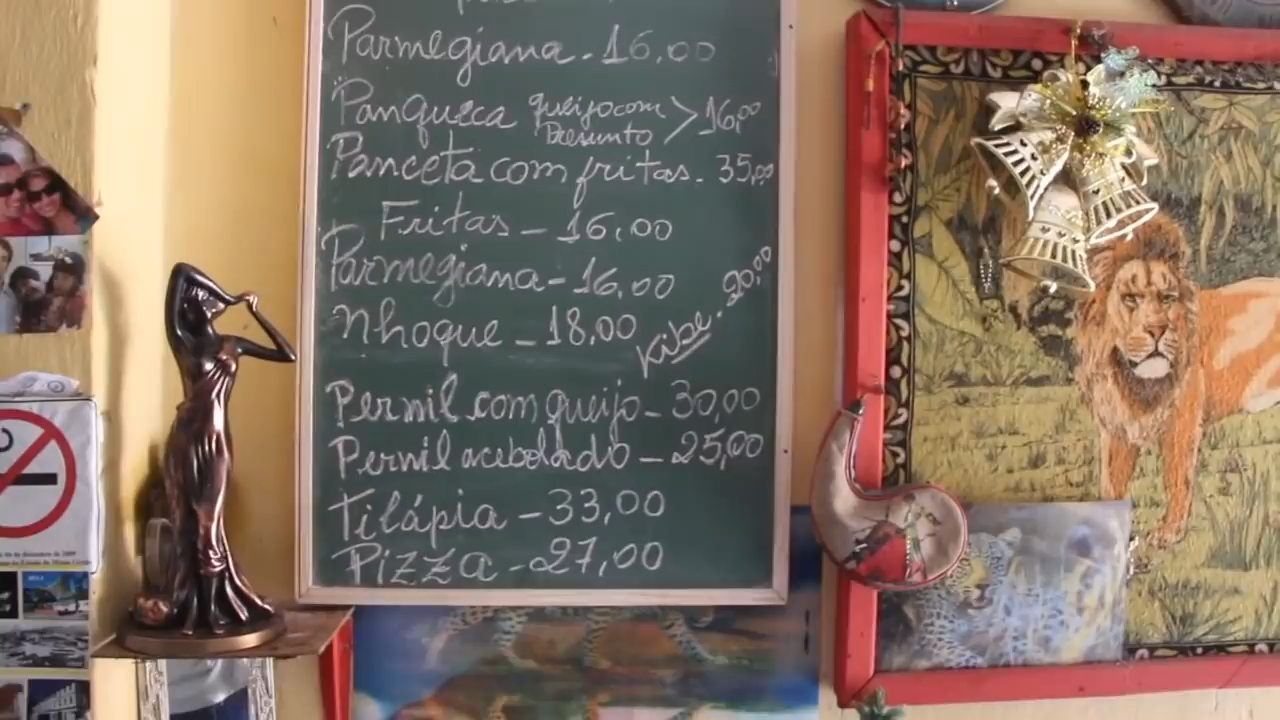 Parmegiana - 16,00
Panqueca queijo com Presunto > 16,00
Panceta com fritas - 35,00
Fritas - 16,00
Parmegiana - 16,00
Nhoque - 18,00
Kibe - 20,00
Pernil com queijo - 30,00
Pernil acebolado - 25,00
Tilápia - 33,00
Pizza - 27,00